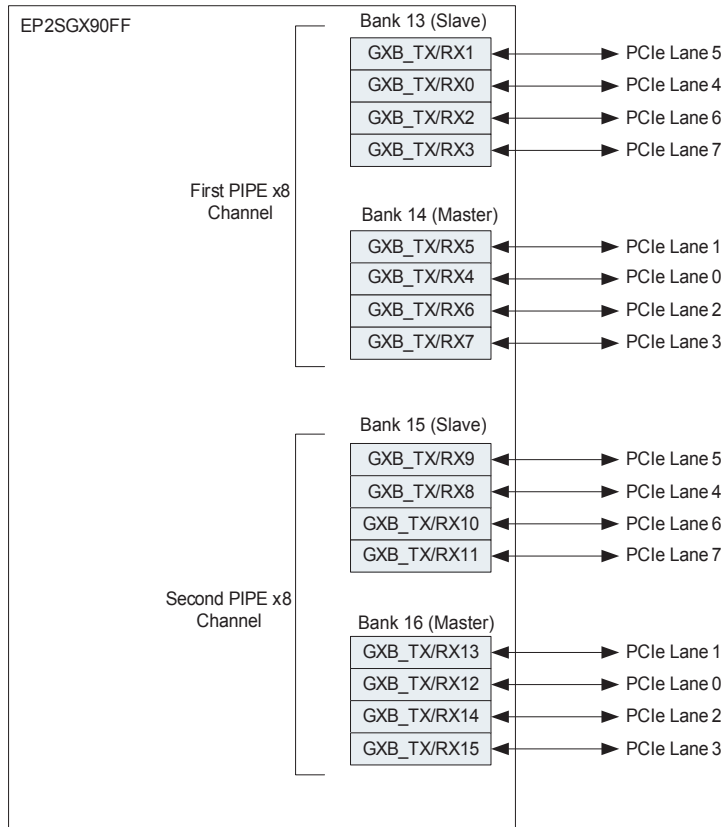 EP2SGX90FF
Bank 13 (Slave)
GXB_TX/RX1
PCIe Lane 5
GXB_TX/RX0
PCIe Lane 4
GXB_TX/RX2
PCIe Lane 6
GXB_TX/RX3
PCIe Lane 7
First PIPE x8
Channel
Bank 14 (Master)
GXB_TX/RX5
PCIe Lane 1
GXB_TX/RX4
PCIe Lane 0
GXB_TX/RX6
PCIe Lane 2
GXB_TX/RX7
PCIe Lane 3
Bank 15 (Slave)
GXB_TX/RX9
PCIe Lane 5
GXB_TX/RX8
PCIe Lane 4
GXB_TX/RX10
PCIe Lane 6
GXB_TX/RX11
PCIe Lane 7
Second PIPE x8
Channel
Bank 16 (Master)
GXB_TX/RX13
PCIe Lane 1
GXB_TX/RX12
PCIe Lane 0
GXB_TX/RX14
PCIe Lane 2
GXB_TX/RX15
PCIe Lane 3